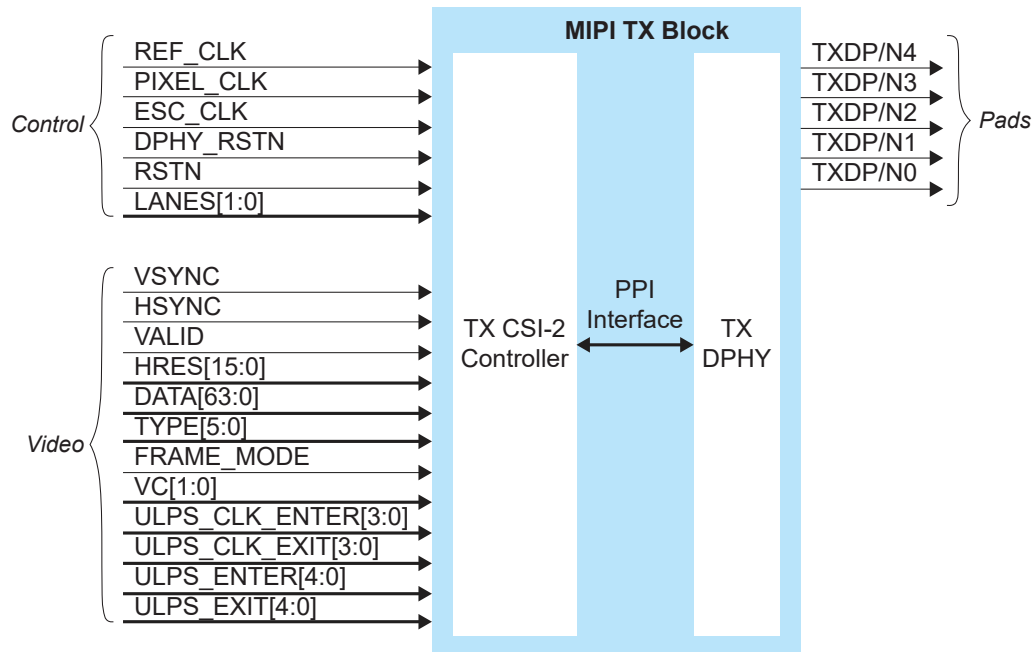 MIPI TX Block
Control
REF_CLK
PIXEL_CLK
ESC_CLK
DPHY_RSTN
RSTN
LANES[1:0]
Video
VSYNC
HSYNC
VALID
HRES[15:0]
DATA[63:0]
TYPE[5:0]
FRAME_MODE
VC[1:0]
ULPS_CLK_ENTER[3:0]
ULPS_CLK_EXIT[3:0]
ULPS_ENTER[4:0]
ULPS_EXIT[4:0]
TX CSI-2
Controller
PPI
Interface
TX
DPHY
TXDP/N4
TXDP/N3
TXDP/N2
TXDP/N1
TXDP/N0
Pads